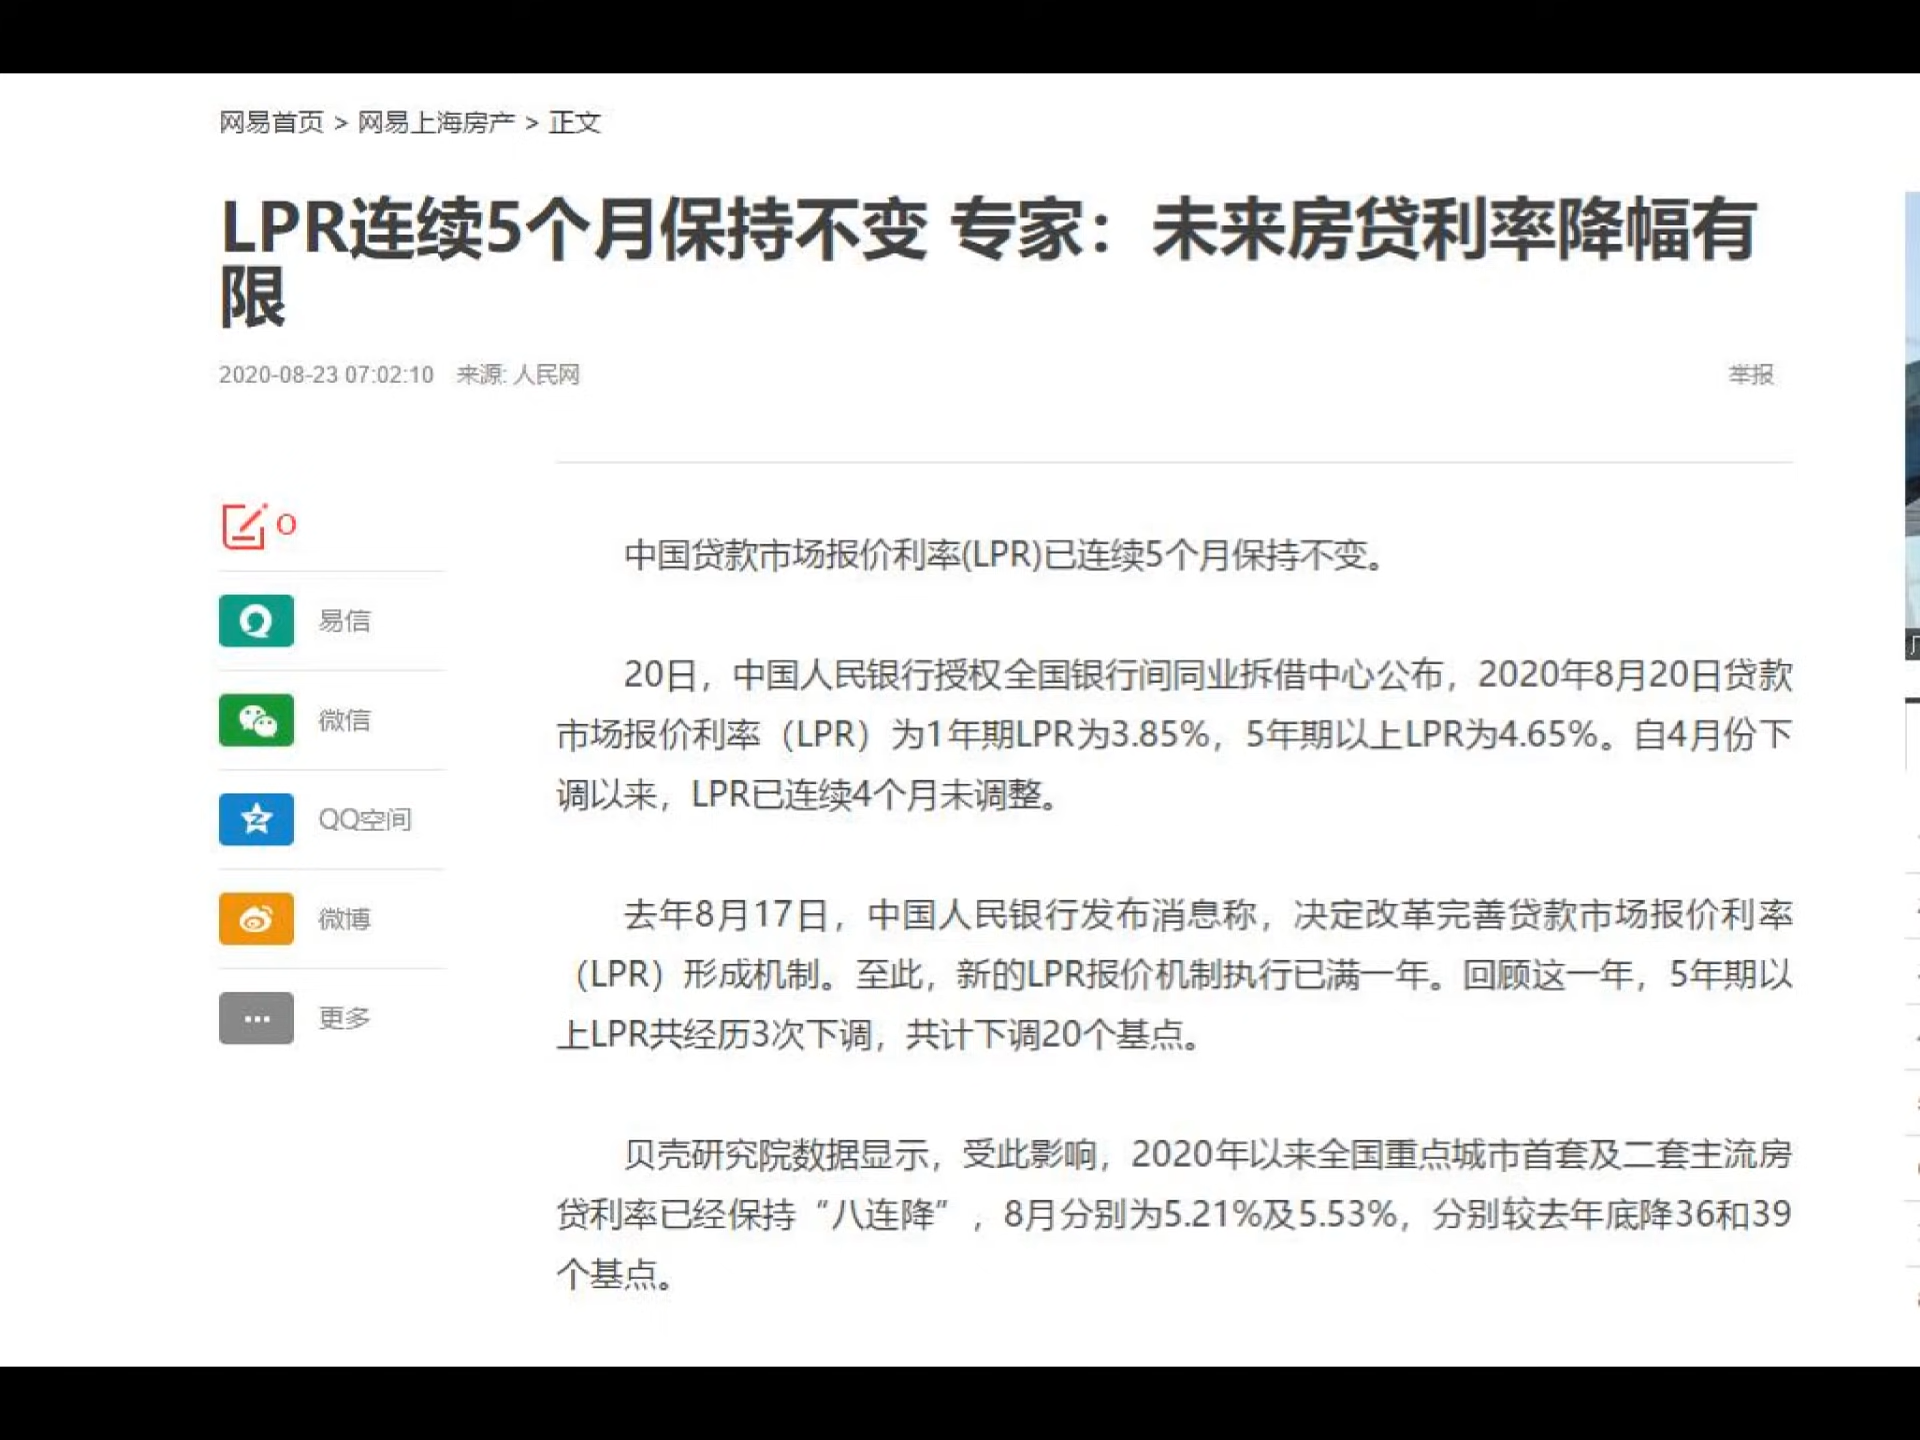 网易首页 > 网易上海房产 > 正文
LPR连续5个月保持不变 专家：未来房贷利率降幅有
限
2020-08-23 07:02:10 来源: 人民网
举报
0
易信
微信
QQ空间
微博
更多
中国贷款市场报价利率(LPR)已连续5个月保持不变。
20日，中国人民银行授权全国银行间同业拆借中心公布，2020年8月20日贷款
市场报价利率（LPR）为1年期LPR为3.85%，5年期以上LPR为4.65%。自4月份下
调以来，LPR已连续4个月未调整。
去年8月17日，中国人民银行发布消息称，决定改革完善贷款市场报价利率
（LPR）形成机制。至此，新的LPR报价机制执行已满一年。回顾这一年，5年期以
上LPR共经历3次下调，共计下调20个基点。
贝壳研究院数据显示，受此影响，2020年以来全国重点城市首套及二套主流房
贷利率已经保持“八连降”，8月分别为5.21%及5.53%，分别较去年底降36和39
个基点。